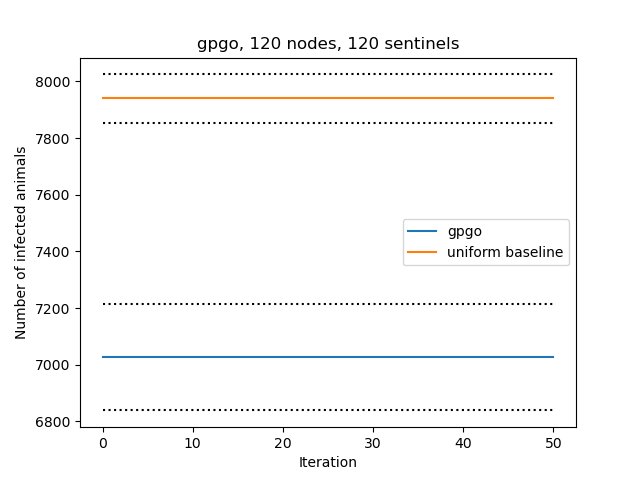 gpgo, 120 nodes, 120 sentinels
8000
7800
7600
7400
7200
7000
6800
Number of infected animals
gpgo
uniform baseline
0 10 20 30 40 50
Iteration